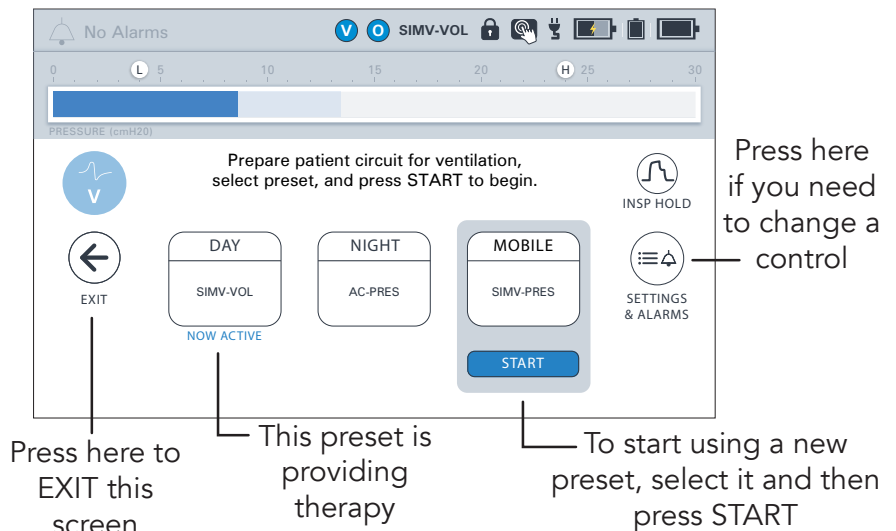 No Alarms
V O SIMV-VOL
0 L 5 10 15 20 H 25 30
PRESSURE (cmH20)
V
Prepare patient circuit for ventilation,
select preset, and press START to begin.
INSP HOLD
Press here
if you need
to change a
control
EXIT
DAY
SIMV-VOL
NOW ACTIVE
NIGHT
AC-PRES
MOBILE
SIMV-PRES
START
SETTINGS
& ALARMS
Press here to
EXIT this
screen
This preset is
providing
therapy
To start using a new
preset, select it and then
press START